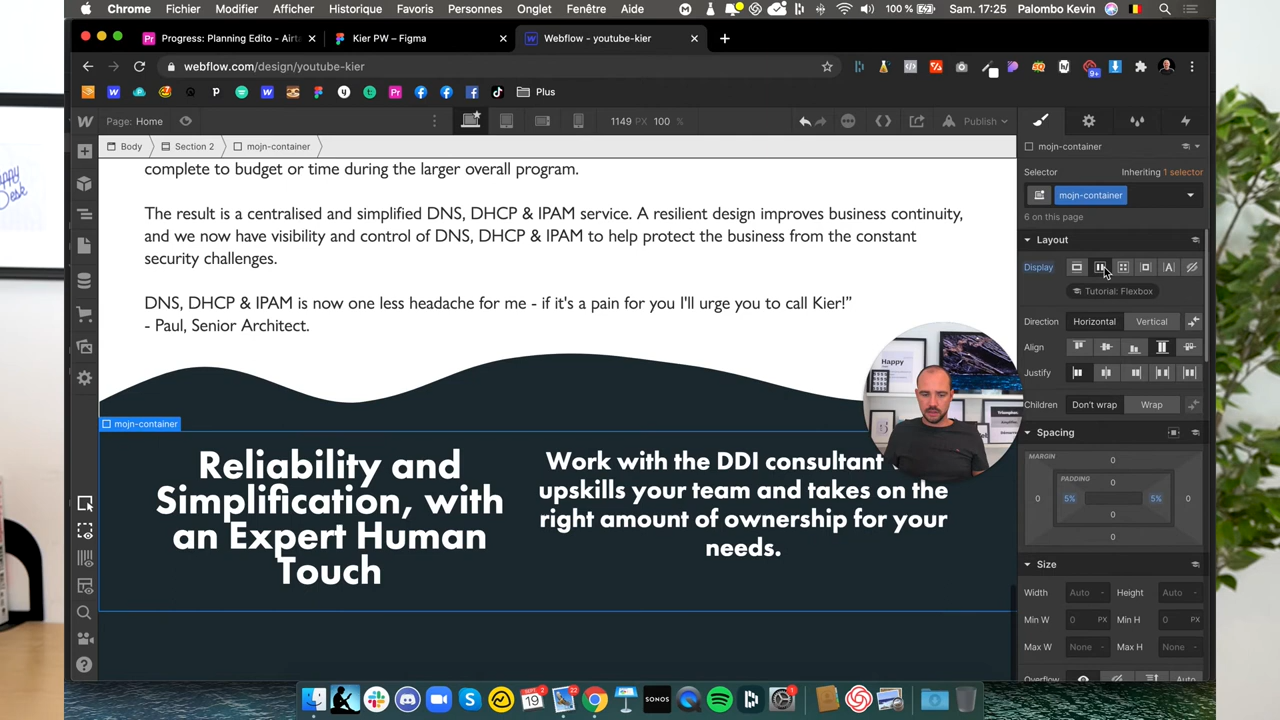 Chrome Fichier Modifier Afficher Historique Favoris Personnes Onglet Fenêtre Aide 100 % Sam. 17:25 Palombo Kevin
Progress: Planning Edito - Airt
Kier PW – Figma
Webflow - youtube-kier
webflow.com/design/youtube-kier
9+
Plus
Page: Home
1149 PX 100 %
Publish
Body
Section 2
mojn-container
mojn-container
complete to budget or time during the larger overall program.
The result is a centralised and simplified DNS, DHCP & IPAM service. A resilient design improves business continuity,
and we now have visibility and control of DNS, DHCP & IPAM to help protect the business from the constant
security challenges.
DNS, DHCP & IPAM is now one less headache for me - if it's a pain for you I'll urge you to call Kier!”
- Paul, Senior Architect.
mojn-container
Reliability and
Simplification, with
an Expert Human
Touch
Work with the DDI consultant
upskills your team and takes on the
right amount of ownership for your
needs.
Happy
Selector
Inheriting 1 selector
mojn-container
6 on this page
Layout
Display
Tutorial: Flexbox
Direction Horizontal Vertical
Align
Justify
Children Don't wrap Wrap
Spacing
MARGIN
0
PADDING
0
0 5% 5% 0
0
0
Size
Width Auto - Height Auto -
Min W 0 PX Min H 0 PX
Max W None - Max H None -
Overflow Auto
SEPT.
19
SONOS